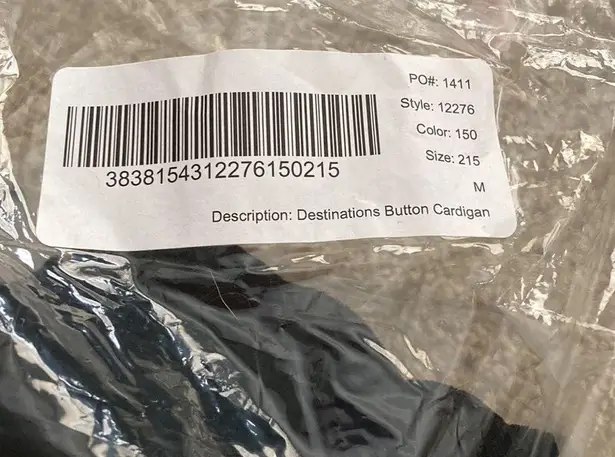 PO#: 1411
Style: 12276
Color: 150
Size: 215
M
3838154312276150215
Description: Destinations Button Cardigan